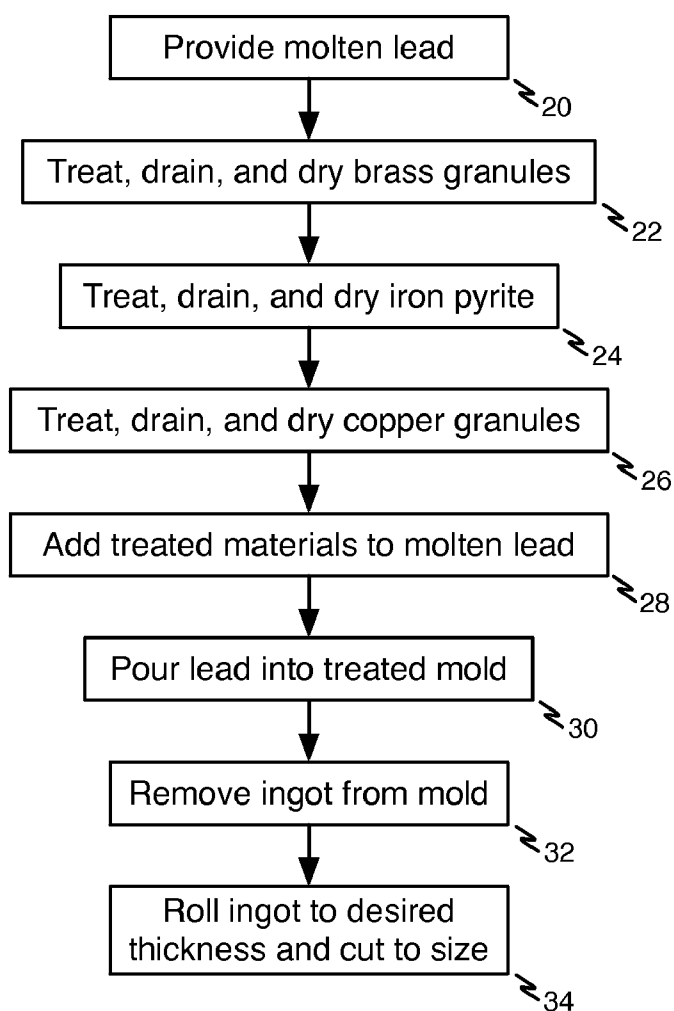 Provide molten lead
20
Treat, drain, and dry brass granules
22
Treat, drain, and dry iron pyrite
24
Treat, drain, and dry copper granules
26
Add treated materials to molten lead
28
Pour lead into treated mold
30
Remove ingot from mold
32
Roll ingot to desired
thickness and cut to size
34